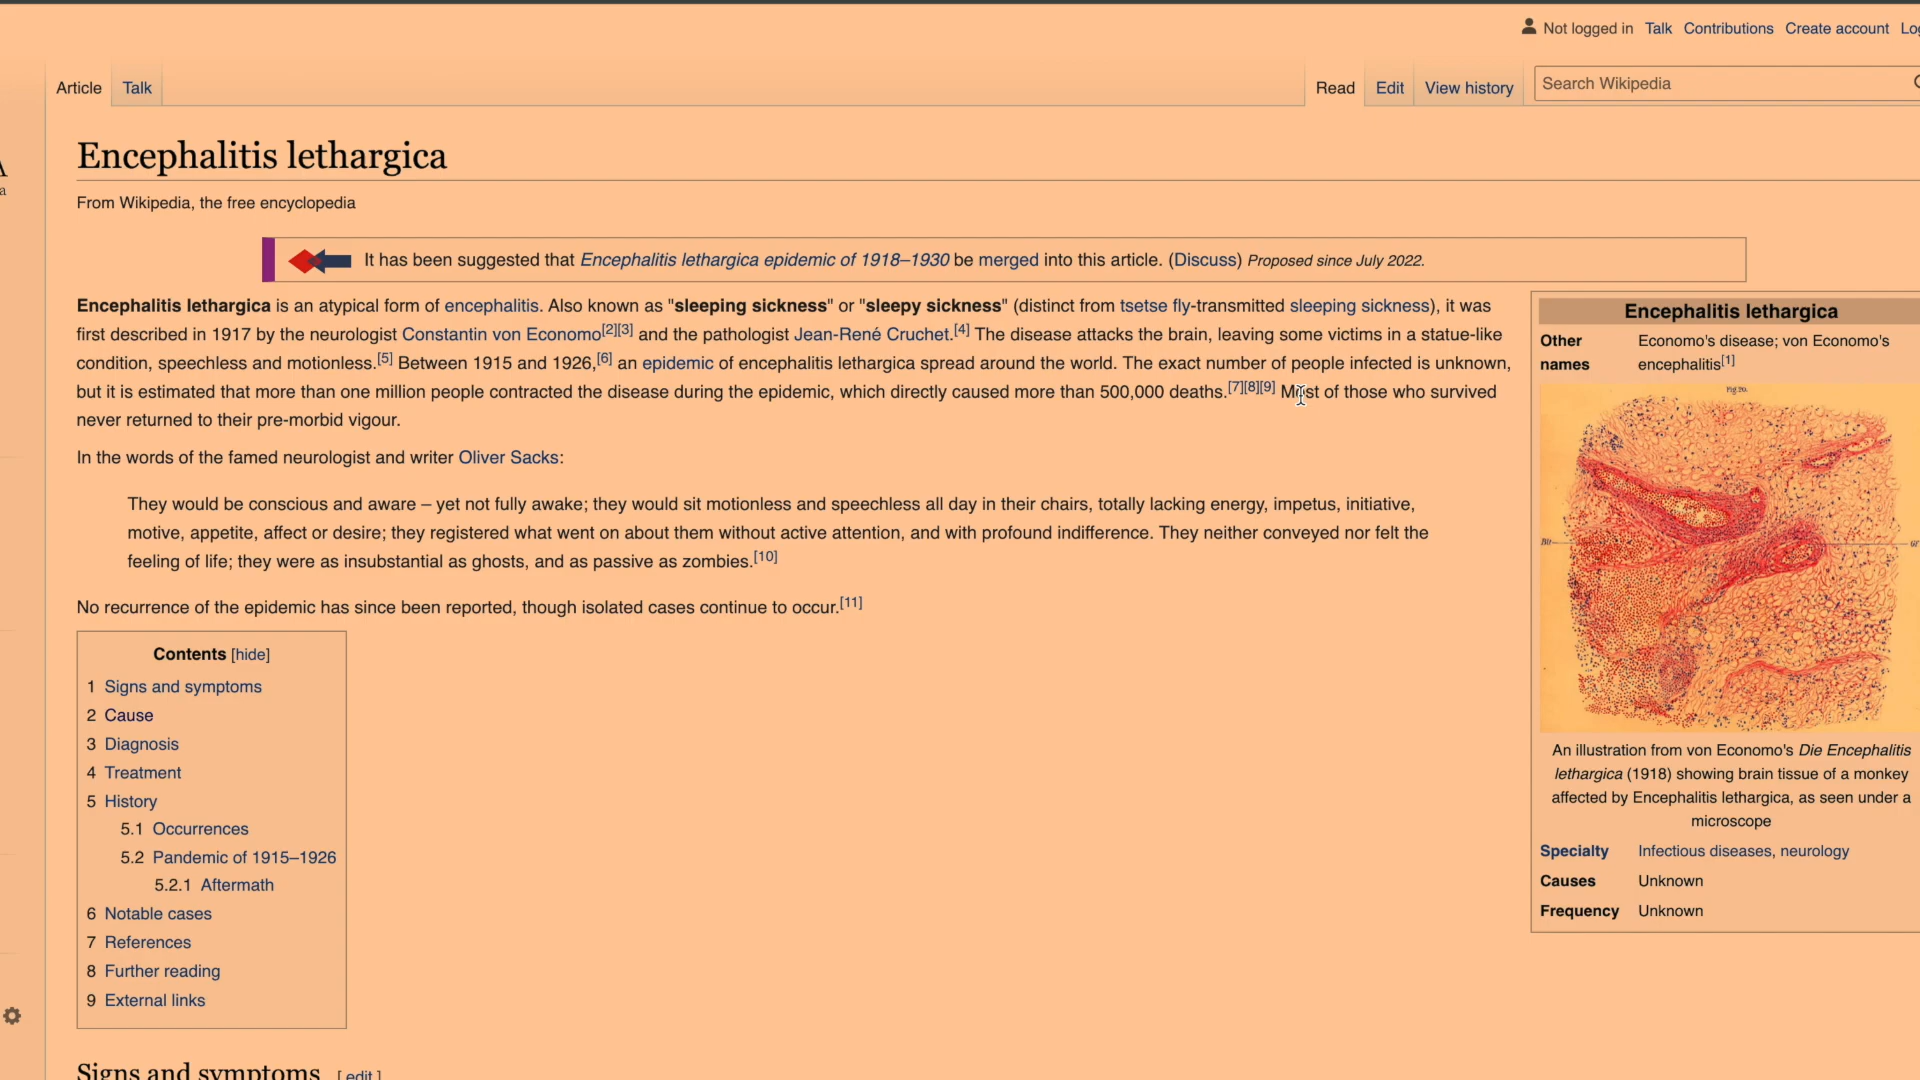 Not logged in Talk Contributions Create account
Article Talk Read Edit View history Search Wikipedia
Encephalitis lethargica
From Wikipedia, the free encyclopedia
It has been suggested that Encephalitis lethargica epidemic of 1918–1930 be merged into this article. (Discuss) Proposed since July 2022.
Encephalitis lethargica is an atypical form of encephalitis. Also known as "sleeping sickness" or "sleepy sickness" (distinct from tsetse fly-transmitted sleeping sickness), it was
first described in 1917 by the neurologist Constantin von Economo[2][3] and the pathologist Jean-René Cruchet.[4] The disease attacks the brain, leaving some victims in a statue-like
condition, speechless and motionless.[5] Between 1915 and 1926,[6] an epidemic of encephalitis lethargica spread around the world. The exact number of people infected is unknown,
but it is estimated that more than one million people contracted the disease during the epidemic, which directly caused more than 500,000 deaths.[7][8][9] Most of those who survived
never returned to their pre-morbid vigour.
In the words of the famed neurologist and writer Oliver Sacks:
They would be conscious and aware – yet not fully awake; they would sit motionless and speechless all day in their chairs, totally lacking energy, impetus, initiative,
motive, appetite, affect or desire; they registered what went on about them without active attention, and with profound indifference. They neither conveyed nor felt the
feeling of life; they were as insubstantial as ghosts, and as passive as zombies.[10]
No recurrence of the epidemic has since been reported, though isolated cases continue to occur.[11]
Contents [hide]
1 Signs and symptoms
2 Cause
3 Diagnosis
4 Treatment
5 History
5.1 Occurrences
5.2 Pandemic of 1915–1926
5.2.1 Aftermath
6 Notable cases
7 References
8 Further reading
9 External links
Signs and symptoms [ edit ]
Encephalitis lethargica
Other names Economo's disease; von Economo's
encephalitis[1]
Fig. 20.
An illustration from von Economo's Die Encephalitis
lethargica (1918) showing brain tissue of a monkey
affected by Encephalitis lethargica, as seen under a
microscope
Specialty Infectious diseases, neurology
Causes Unknown
Frequency Unknown